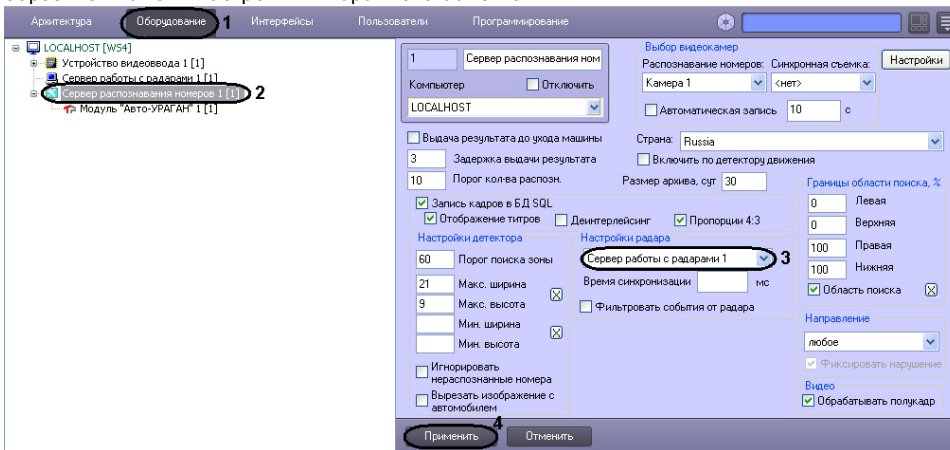 Архитектура Оборудование 1 Интерфейсы Пользователи Программирование
LOCALHOST [WS4]
Устройство видеоввода 1 [1]
Сервер работы с радарами 1 [1]
Сервер распознавания номеров 1 [1] 2
Модуль "Авто-УРАГАН" 1 [1]
1 Сервер распознавания ном
Компьютер Отключить
LOCALHOST
Выбор видеокамер
Распознавание номеров: Синхронная съемка: Настройки
Камера 1 <нет>
Автоматическая запись 10 с
Выдача результата до ухода машины
Страна: Russia
3 Задержка выдачи результата
Включить по детектору движения
10 Порог кол-ва распозн.
Размер архива, сут 30
Запись кадров в БД SQL
Отображение титров Деинтерлейсинг Пропорции 4:3
Границы области поиска, %
0 Левая
0 Верхняя
100 Правая
100 Нижняя
Область поиска
Настройки детектора
60 Порог поиска зоны
21 Макс. ширина
9 Макс. высота
Мин. ширина
Мин. высота
Игнорировать
нераспознанные номера
Вырезать изображение с
автомобилем
Настройки радара
Сервер работы с радарами 1 3
Время синхронизации мс
Фильтровать события от радара
Направление
любое
Фиксировать нарушение
Видео
Обрабатывать полукадр
4
Применить Отменить